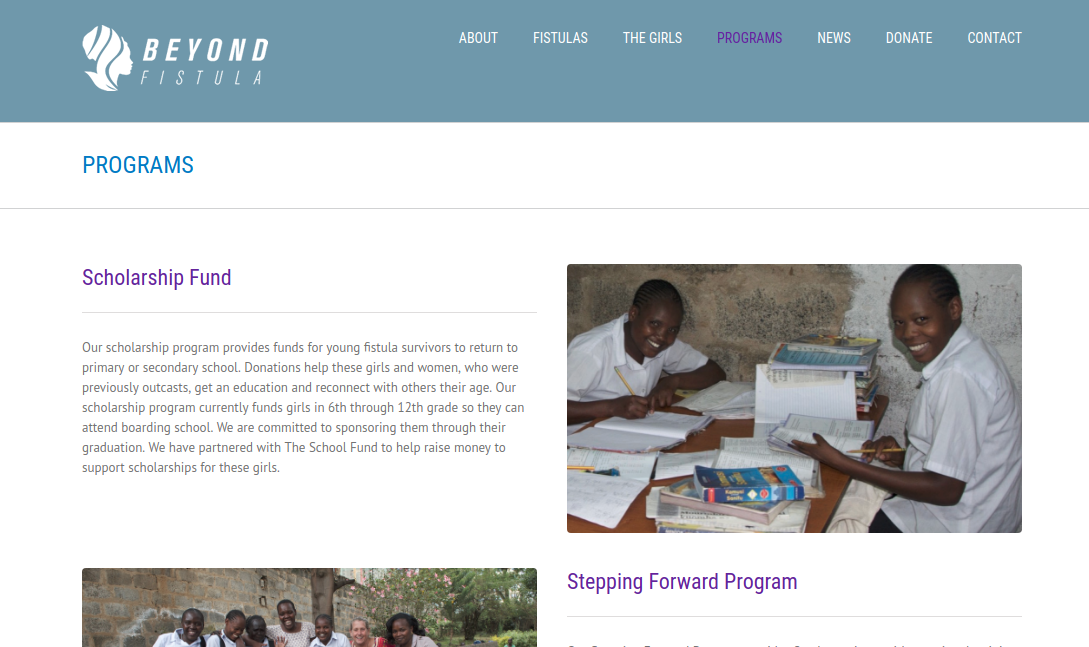 BEYOND
FISTULA
ABOUT FISTULAS THE GIRLS PROGRAMS NEWS DONATE CONTACT
PROGRAMS
Scholarship Fund
Our scholarship program provides funds for young fistula survivors to return to
primary or secondary school. Donations help these girls and women, who were
previously outcasts, get an education and reconnect with others their age. Our
scholarship program currently funds girls in 6th through 12th grade so they can
attend boarding school. We are committed to sponsoring them through their
graduation. We have partnered with The School Fund to help raise money to
support scholarships for these girls.
Stepping Forward Program